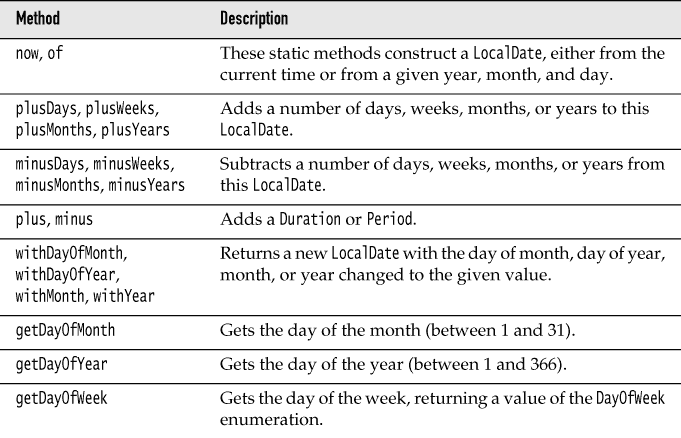 Method Description
now, of These static methods construct a LocalDate, either from the
current time or from a given year, month, and day.
plusDays, plusWeeks, Adds a number of days, weeks, months, or years to this
plusMonths, plusYears LocalDate.
minusDays, minusWeeks, Subtracts a number of days, weeks, months, or years from
minusMonths, minusYears this LocalDate.
plus, minus Adds a Duration or Period.
withDayOfMonth, Returns a new LocalDate with the day of month, day of year,
withDayOfYear, month, or year changed to the given value.
withMonth, withYear
getDayOfMonth Gets the day of the month (between 1 and 31).
getDayOfYear Gets the day of the year (between 1 and 366).
getDayOfWeek Gets the day of the week, returning a value of the DayOfWeek
enumeration.